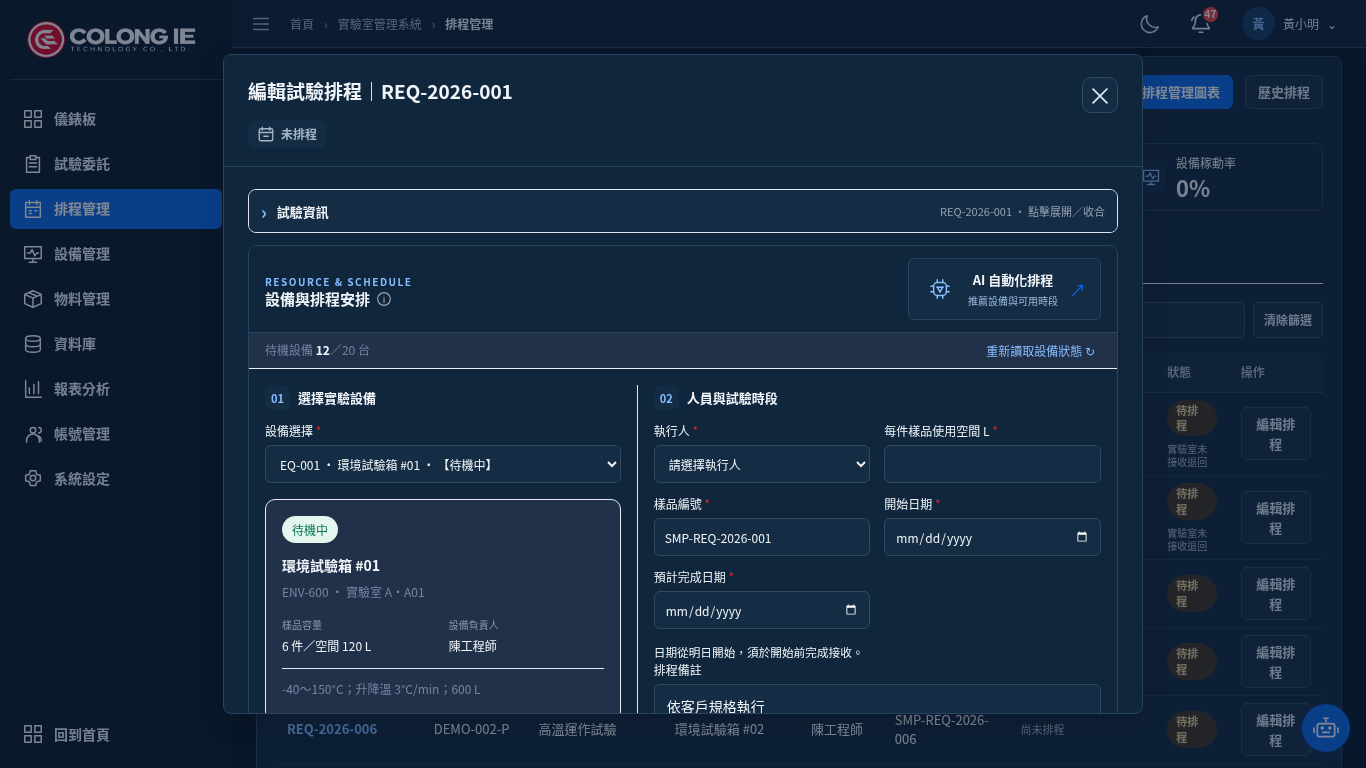 COLONG IE
TECHNOLOGY CO., LTD.
首頁 › 實驗室管理系統 › 排程管理
47
黃 黃小明
儀錶板
試驗委託
排程管理
設備管理
物料管理
資料庫
報表分析
帳號管理
系統設定
回到首頁
編輯試驗排程｜REQ-2026-001
未排程
› 試驗資訊
REQ-2026-001 · 點擊展開／收合
RESOURCE & SCHEDULE
設備與排程安排
AI 自動化排程
推薦設備與可用時段
↗
待機設備 12／20 台
重新讀取設備狀態 ↻
01 選擇實驗設備
設備選擇 *
EQ-001 · 環境試驗箱 #01 · 【待機中】
待機中
環境試驗箱 #01
ENV-600 · 實驗室 A · A01
樣品容量
6 件／空間 120 L
設備負責人
陳工程師
-40～150°C；升降溫 3°C/min；600 L
02 人員與試驗時段
執行人 *
請選擇執行人
每件樣品使用空間 L *
樣品編號 *
SMP-REQ-2026-001
開始日期 *
mm/dd/yyyy
預計完成日期 *
mm/dd/yyyy
日期從明日開始，須於開始前完成接收。
排程備註
依客戶規格執行
排程管理圖表
歷史排程
設備稼動率
0%
清除篩選
狀態 操作
待排程
實驗室未接收退回
編輯排程
待排程
實驗室未接收退回
編輯排程
待排程
編輯排程
待排程
編輯排程
REQ-2026-006 DEMO-002-P 高溫運作試驗 環境試驗箱 #02 陳工程師 SMP-REQ-2026-006 尚未排程 待排程 編輯排程